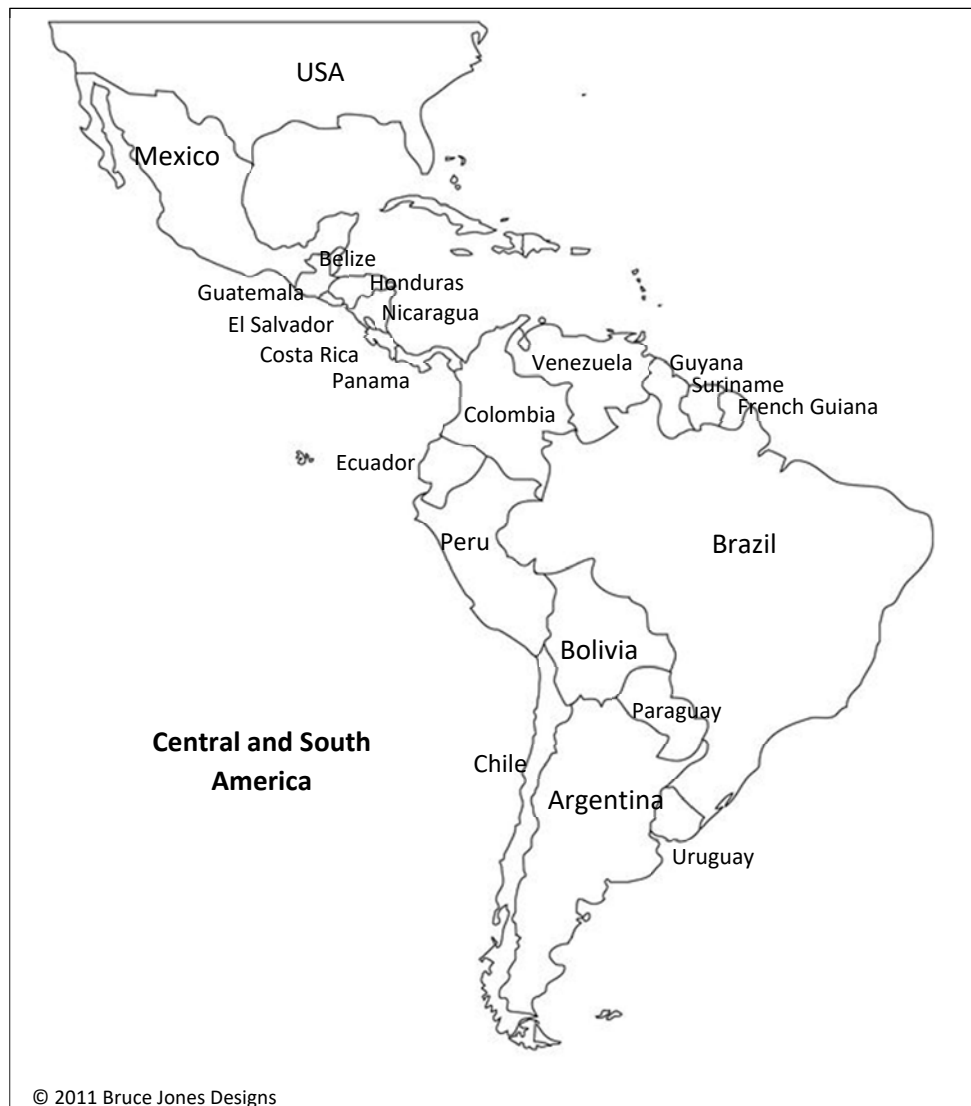 USA
Mexico
Belize
Honduras
Guatemala
Nicaragua
El Salvador
Costa Rica
Panama
Venezuela
Guyana
Suriname
French Guiana
Colombia
Ecuador
Peru
Brazil
Bolivia
Paraguay
Central and South
America
Chile
Argentina
Uruguay
© 2011 Bruce Jones Designs